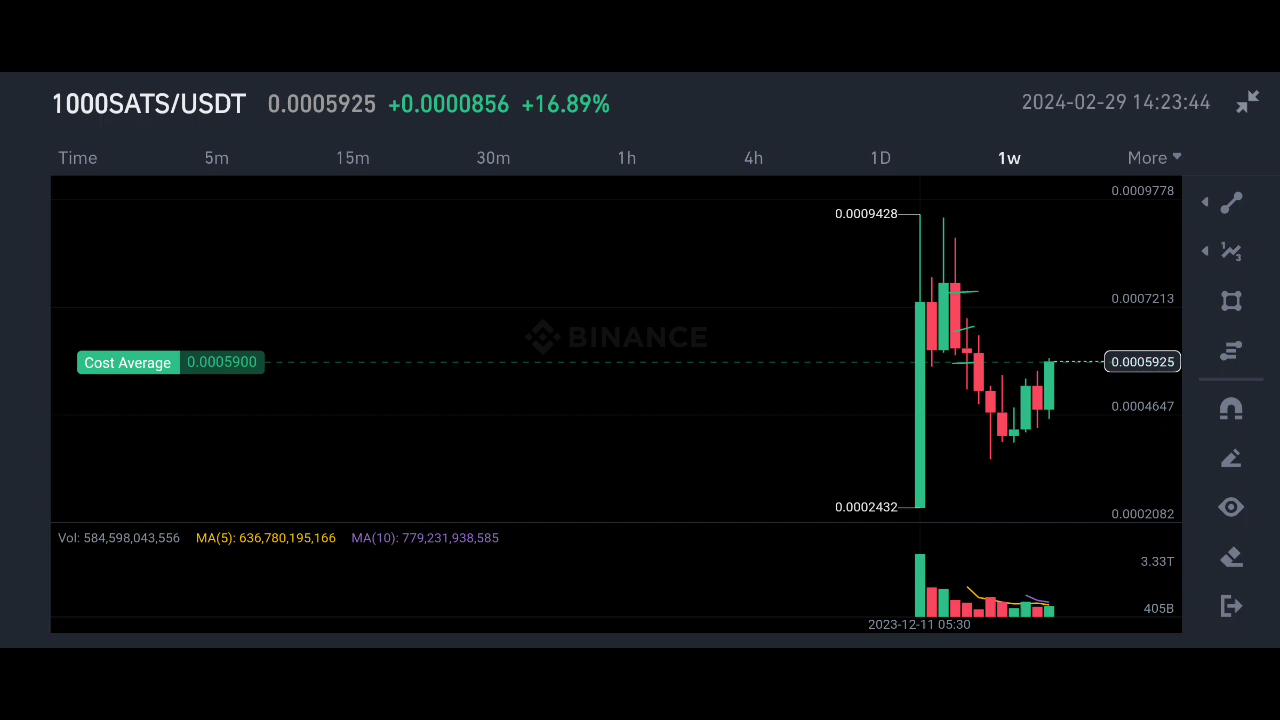 1000SATS/USDT 0.0005925 +0.0000856 +16.89% 2024-02-29 14:23:44
Time 5m 15m 30m 1h 4h 1D 1w More
0.0009778
0.0009428
BINANCE
0.0007213
Cost Average 0.0005900
0.0005925
0.0004647
0.0002432
0.0002082
Vol: 584,598,043,556 MA(5): 636,780,195,166 MA(10): 779,231,938,585
3.33T
405B
2023-12-11 05:30